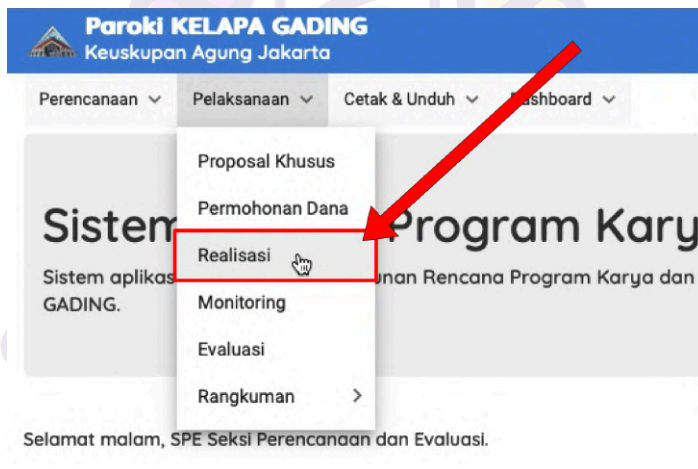 Paroki KELAPA GADING
Keuskupan Agung Jakarta
Perencanaan Pelaksanaan Cetak & Unduh shboard
Proposal Khusus
Permohonan Dana
Realisasi
Monitoring
Evaluasi
Rangkuman
Sistem Program Kary
Sistem aplikas unan Rencana Program Karya dan
GADING.
Selamat malam, SPE Seksi Perencanaan dan Evaluasi.